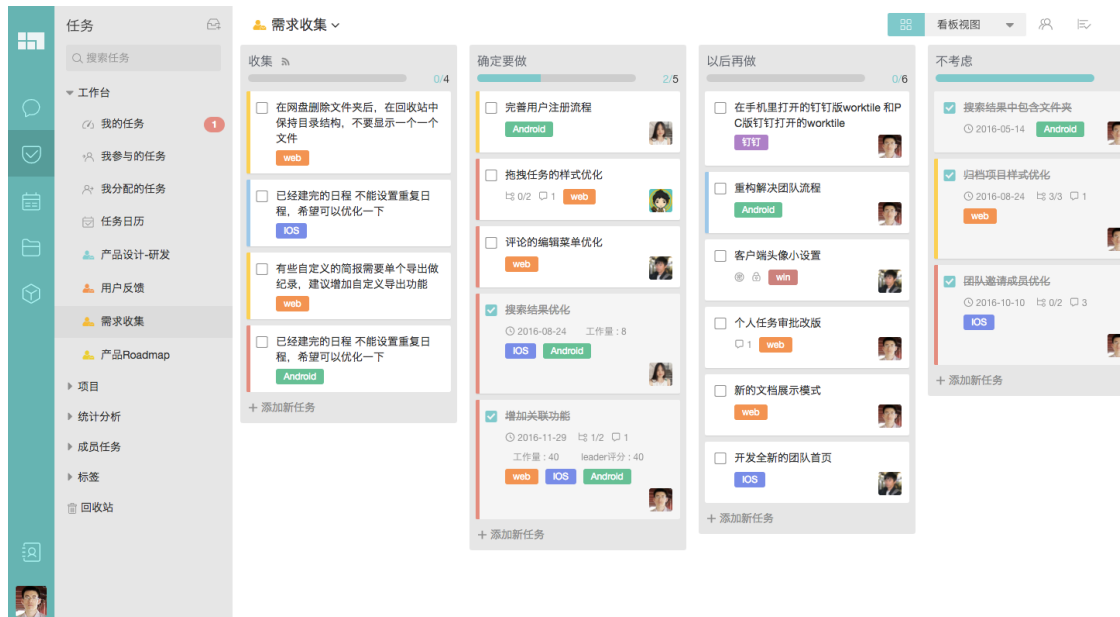 任务
搜索任务
工作台
我的任务
1
我参与的任务
我分配的任务
任务日历
产品设计-研发
用户反馈
需求收集
产品Roadmap
项目
统计分析
成员任务
标签
回收站
需求收集
看板视图
收集
0/4
在网盘删除文件夹后，在回收站中
保持目录结构，不要显示一个一个
文件
web
已经建完的日程 不能设置重复日
程，希望可以优化一下
IOS
有些自定义的简报需要单个导出做
纪录，建议增加自定义导出功能
web
已经建完的日程 不能设置重复日
程，希望可以优化一下
Android
+ 添加新任务
确定要做
2/5
完善用户注册流程
Android
拖拽任务的样式优化
0/2 1 web
评论的编辑菜单优化
web
搜索结果优化
2016-08-24 工作量 : 8
IOS Android
增加关联功能
2016-11-29 1/2 1
工作量 : 40 leader评分 : 40
web IOS Android
+ 添加新任务
以后再做
0/6
在手机里打开的钉钉版worktile 和P
C版钉钉打开的worktile
钉钉
重构解决团队流程
Android
客户端头像小设置
win
个人任务审批改版
1 web
新的文档展示模式
web
开发全新的团队首页
IOS
+ 添加新任务
不考虑
搜索结果中包含文件夹
2016-05-14 Android
归档项目样式优化
2016-08-24 3/3 1
web
团队邀请成员优化
2016-10-10 0/2 3
IOS
+ 添加新任务